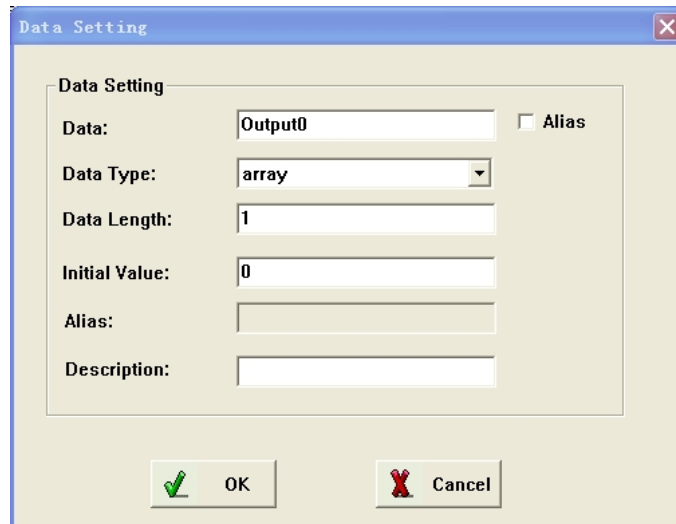 Data Setting
Data Setting
Data: Output0 Alias
Data Type: array
Data Length: 1
Initial Value: 0
Alias:
Description:
OK Cancel